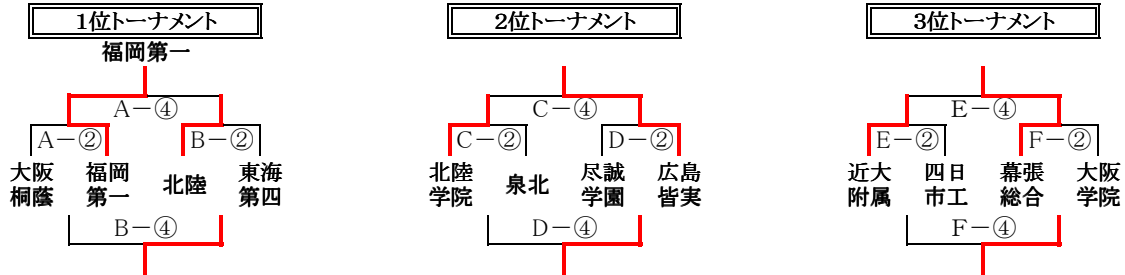 1位トーナメント
福岡第一
A－④
A－② B－②
大阪桐蔭 福岡第一 北陸 東海第四
B－④
2位トーナメント
C－④
C－② D－②
北陸学院 泉北 尽誠学園 広島皆実
D－④
3位トーナメント
E－④
E－② F－②
近大附属 四日市工 幕張総合 大阪学院
F－④